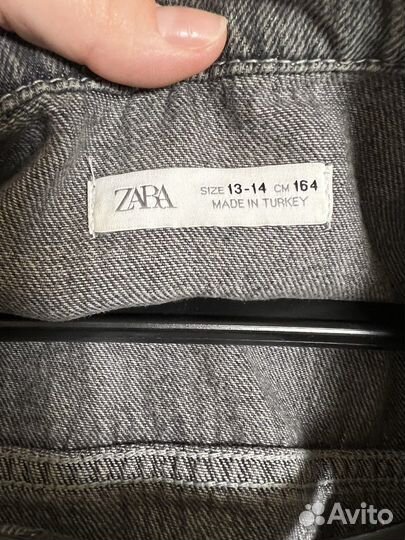 ZARA
SIZE 13-14 CM 164
MADE IN TURKEY
Avito